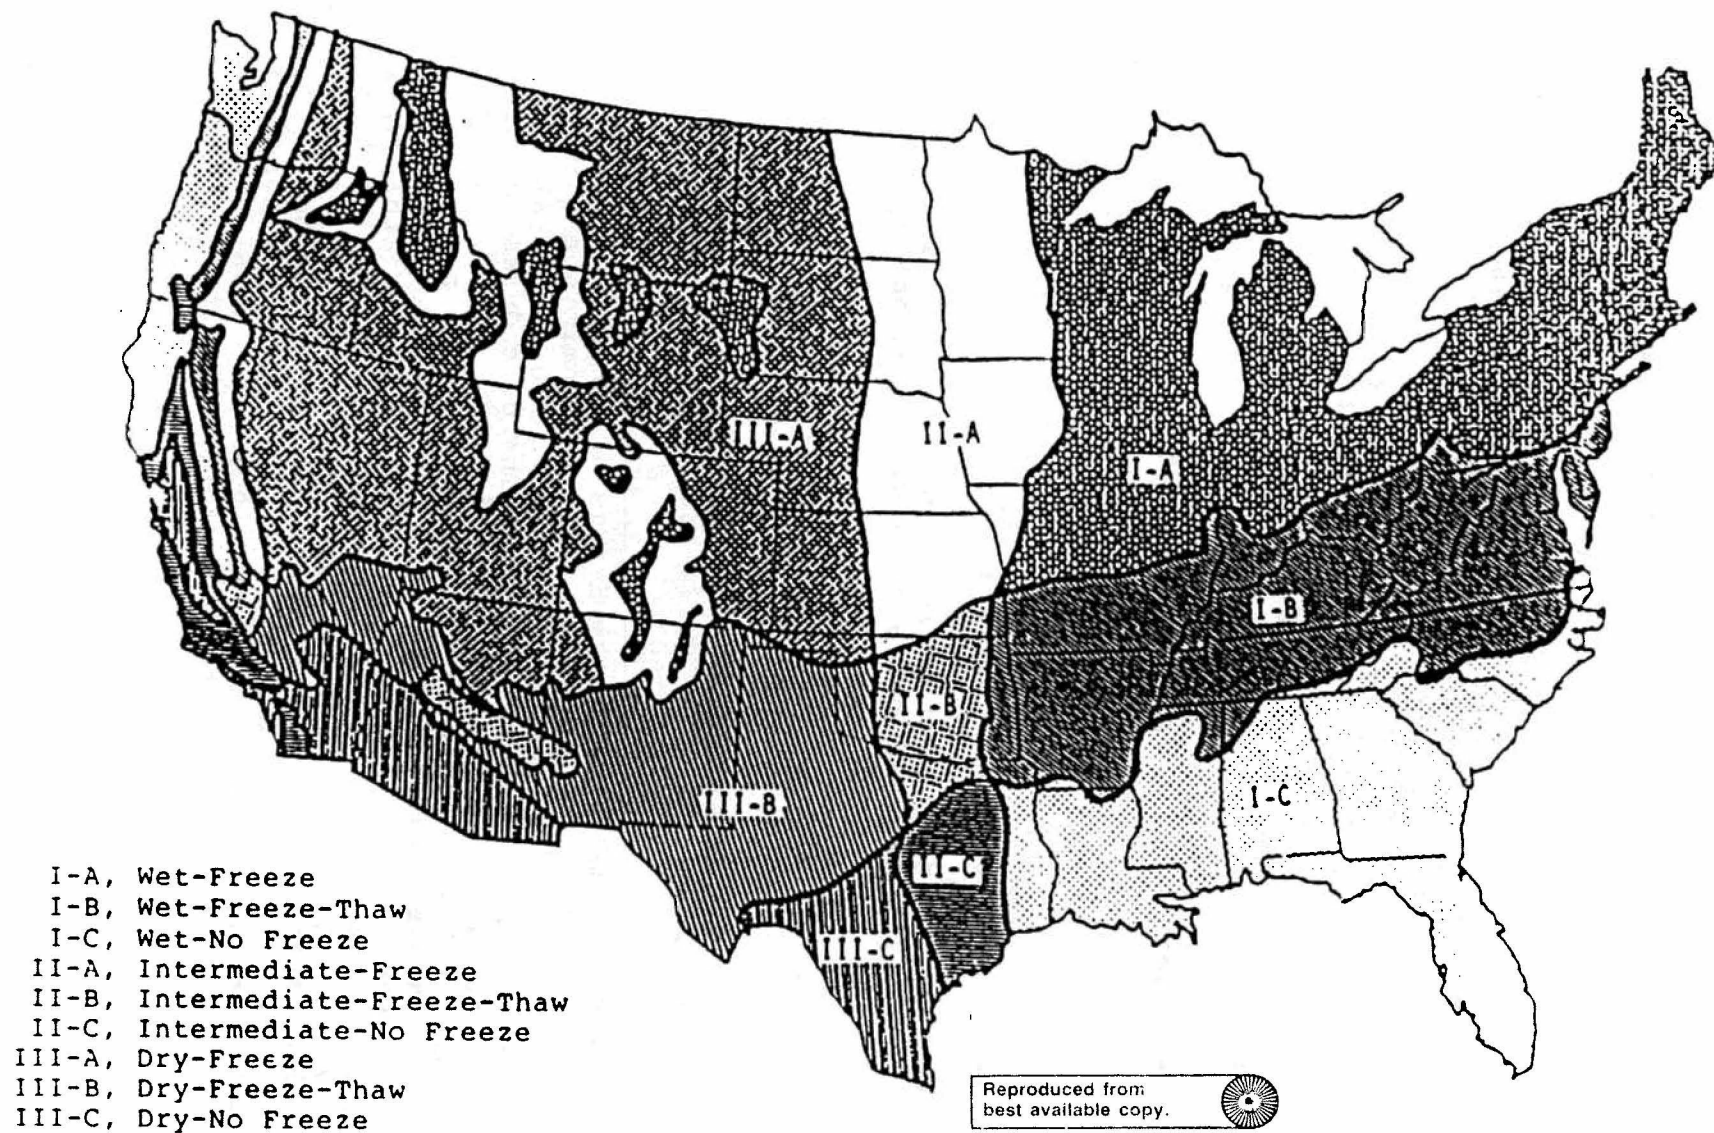 III-A
II-A
I-A
I-B
II-B
III-B
I-C
II-C
III-C
I-A, Wet-Freeze
I-B, Wet-Freeze-Thaw
I-C, Wet-No Freeze
II-A, Intermediate-Freeze
II-B, Intermediate-Freeze-Thaw
II-C, Intermediate-No Freeze
III-A, Dry-Freeze
III-B, Dry-Freeze-Thaw
III-C, Dry-No Freeze
Reproduced from
best available copy.